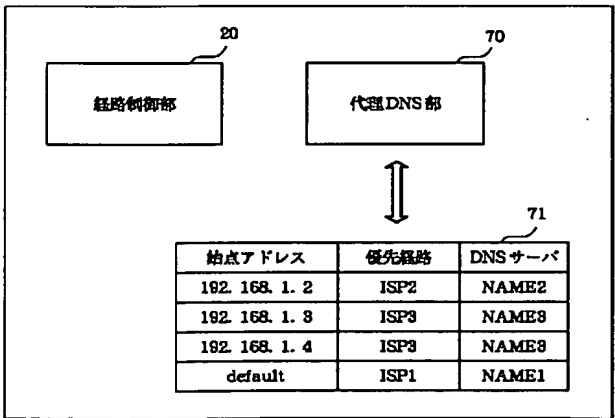 20
70
経路制御部
代理DNS部
71
始点アドレス 優先経路 DNSサーバ
192. 168. 1. 2 ISP2 NAME2
192. 168. 1. 3 ISP3 NAME3
192. 168. 1. 4 ISP3 NAME3
default ISP1 NAME1